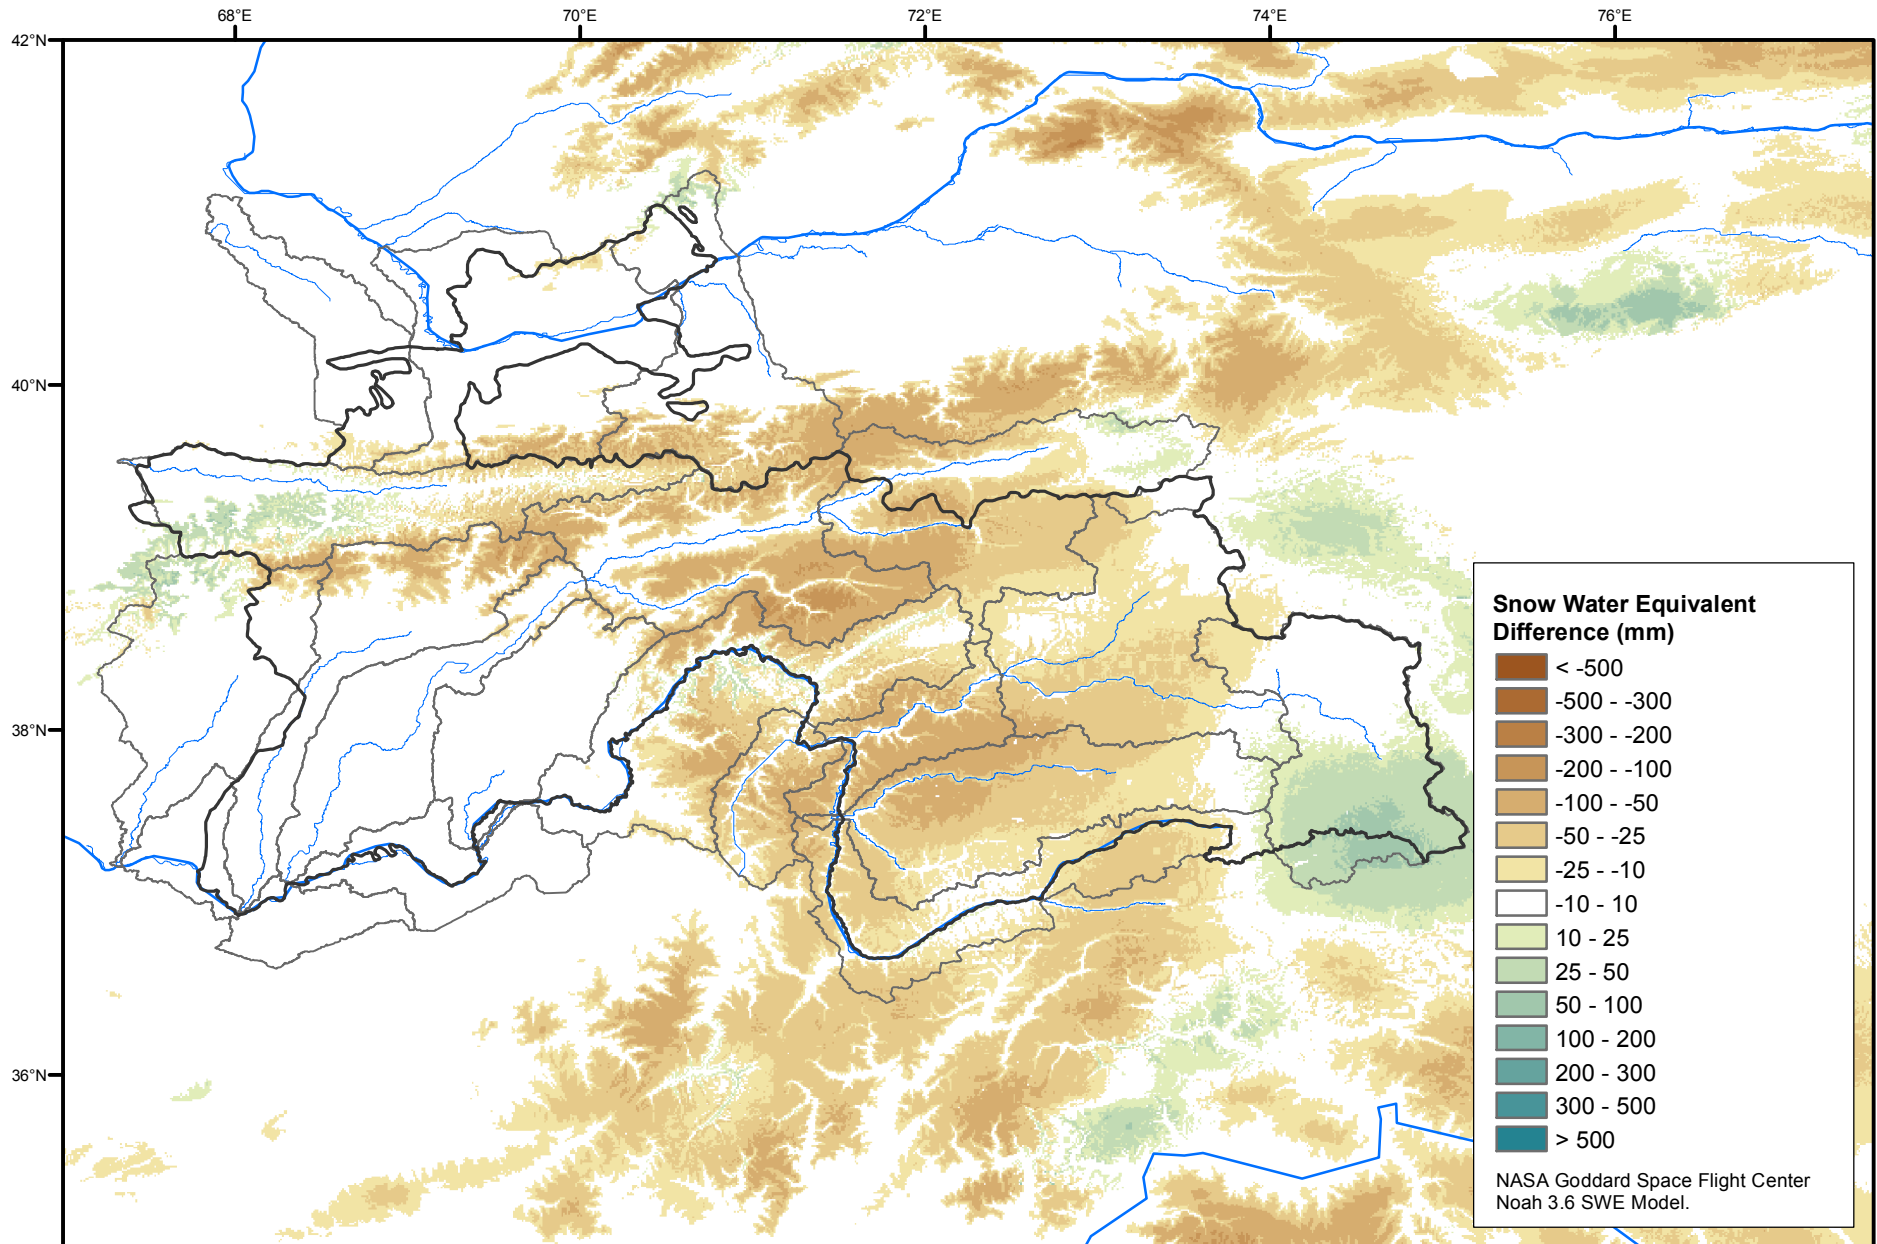 68°E
70°E
72°E
74°E
76°E
42°N
40°N
38°N
36°N
Snow Water Equivalent
Difference (mm)
< -500
-500 - -300
-300 - -200
-200 - -100
-100 - -50
-50 - -25
-25 - -10
-10 - 10
10 - 25
25 - 50
50 - 100
100 - 200
200 - 300
300 - 500
> 500
NASA Goddard Space Flight Center
Noah 3.6 SWE Model.